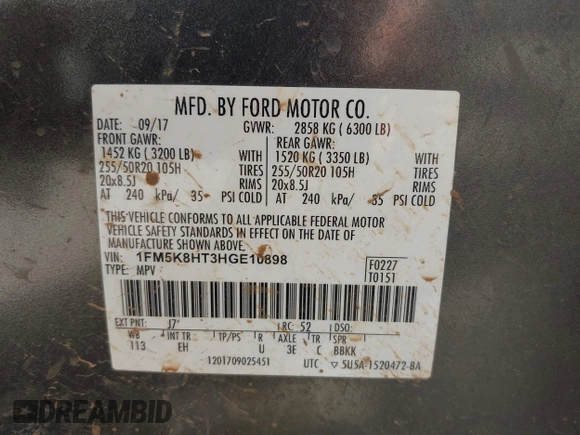 MFD. BY FORD MOTOR CO.
DATE: 09/17 GVWR: 2858 KG ( 6300 LB)
FRONT GAWR: REAR GAWR:
1452 KG ( 3200 LB) WITH 1520 KG ( 3350 LB) WITH
255/50R20 105H TIRES 255/50R20 105H TIRES
20x8.5J RIMS 20x8.5J RIMS
AT 240 kPa/ 35 PSI COLD AT 240 kPa/ 35 PSI COLD
THIS VEHICLE CONFORMS TO ALL APPLICABLE FEDERAL MOTOR
VEHICLE SAFETY STANDARDS IN EFFECT ON THE DATE OF
MANUFACTURE SHOWN ABOVE.
VIN: 1FM5K8HT3HGE10898 F0227
TYPE: MPV T0151
EXT PNT: J7 RC: 52 DSO:
WB INT TR TP/PS R AXLE TR SPR
113 EH U 3E C BBKK
1201709025451 UTC ▽ 5U5A-1520472-BA
DREAMBID